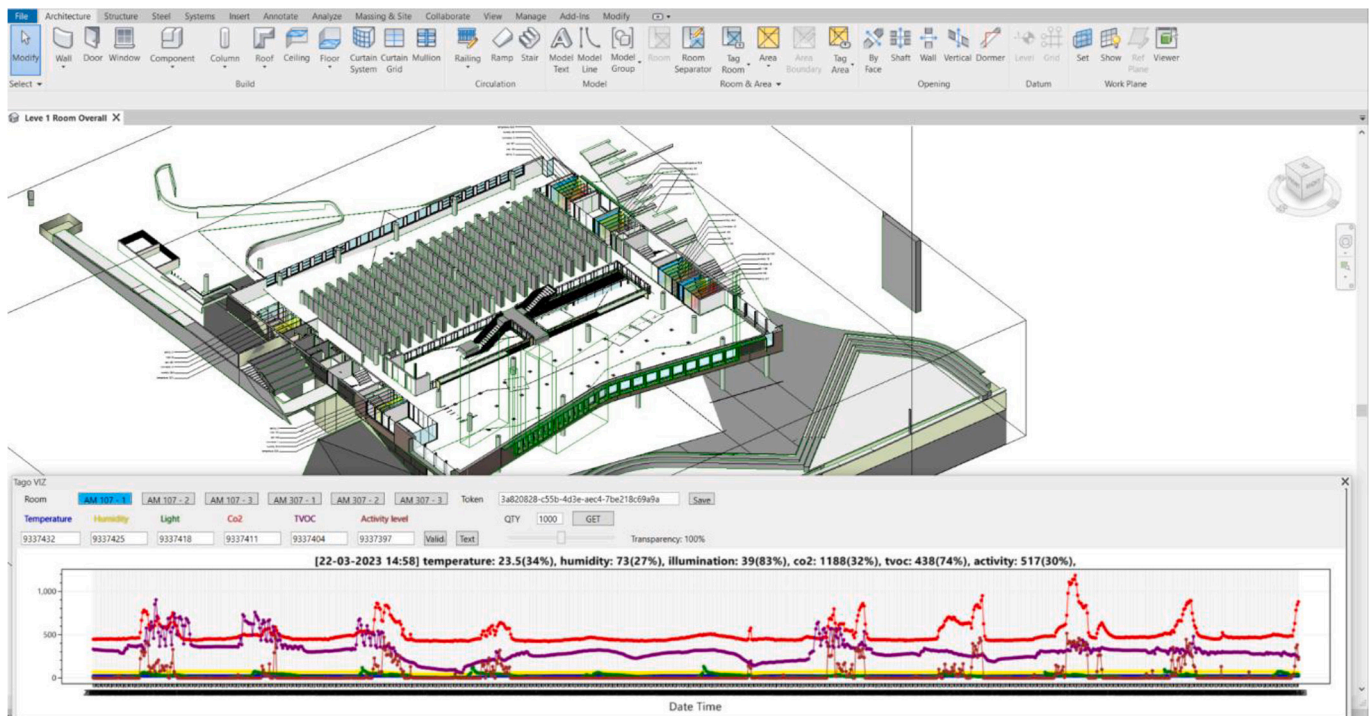 File Architecture Structure Steel Systems Insert Annotate Analyze Massing & Site Collaborate View Manage Add-Ins Modify
Modify Wall Door Window Component Column Roof Ceiling Floor Curtain System Curtain Grid Mullion Railing Ramp Stair Model Text Model Line Model Group Room Room Separator Tag Room Area Area Boundary Tag Area By Face Shaft Wall Vertical Dormer Level Grid Set Show Ref Plane Viewer
Select Build Circulation Model Room & Area Opening Datum Work Plane
Leve 1 Room Overall
Tago VIZ
Room AM 107 - 1 AM 107 - 2 AM 107 - 3 AM 307 - 1 AM 307 - 2 AM 307 - 3 Token 3a820828-c55b-4d3e-aec4-7be218c69a9a Save
Temperature Humidity Light Co2 TVOC Activity level QTY 1000 GET
9337432 9337425 9337418 9337411 9337404 9337397 Valid Text Transparency: 100%
[22-03-2023 14:58] temperature: 23.5(34%), humidity: 73(27%), illumination: 39(83%), co2: 1188(32%), tvoc: 438(74%), activity: 517(30%),
1,000
500
0
Date Time